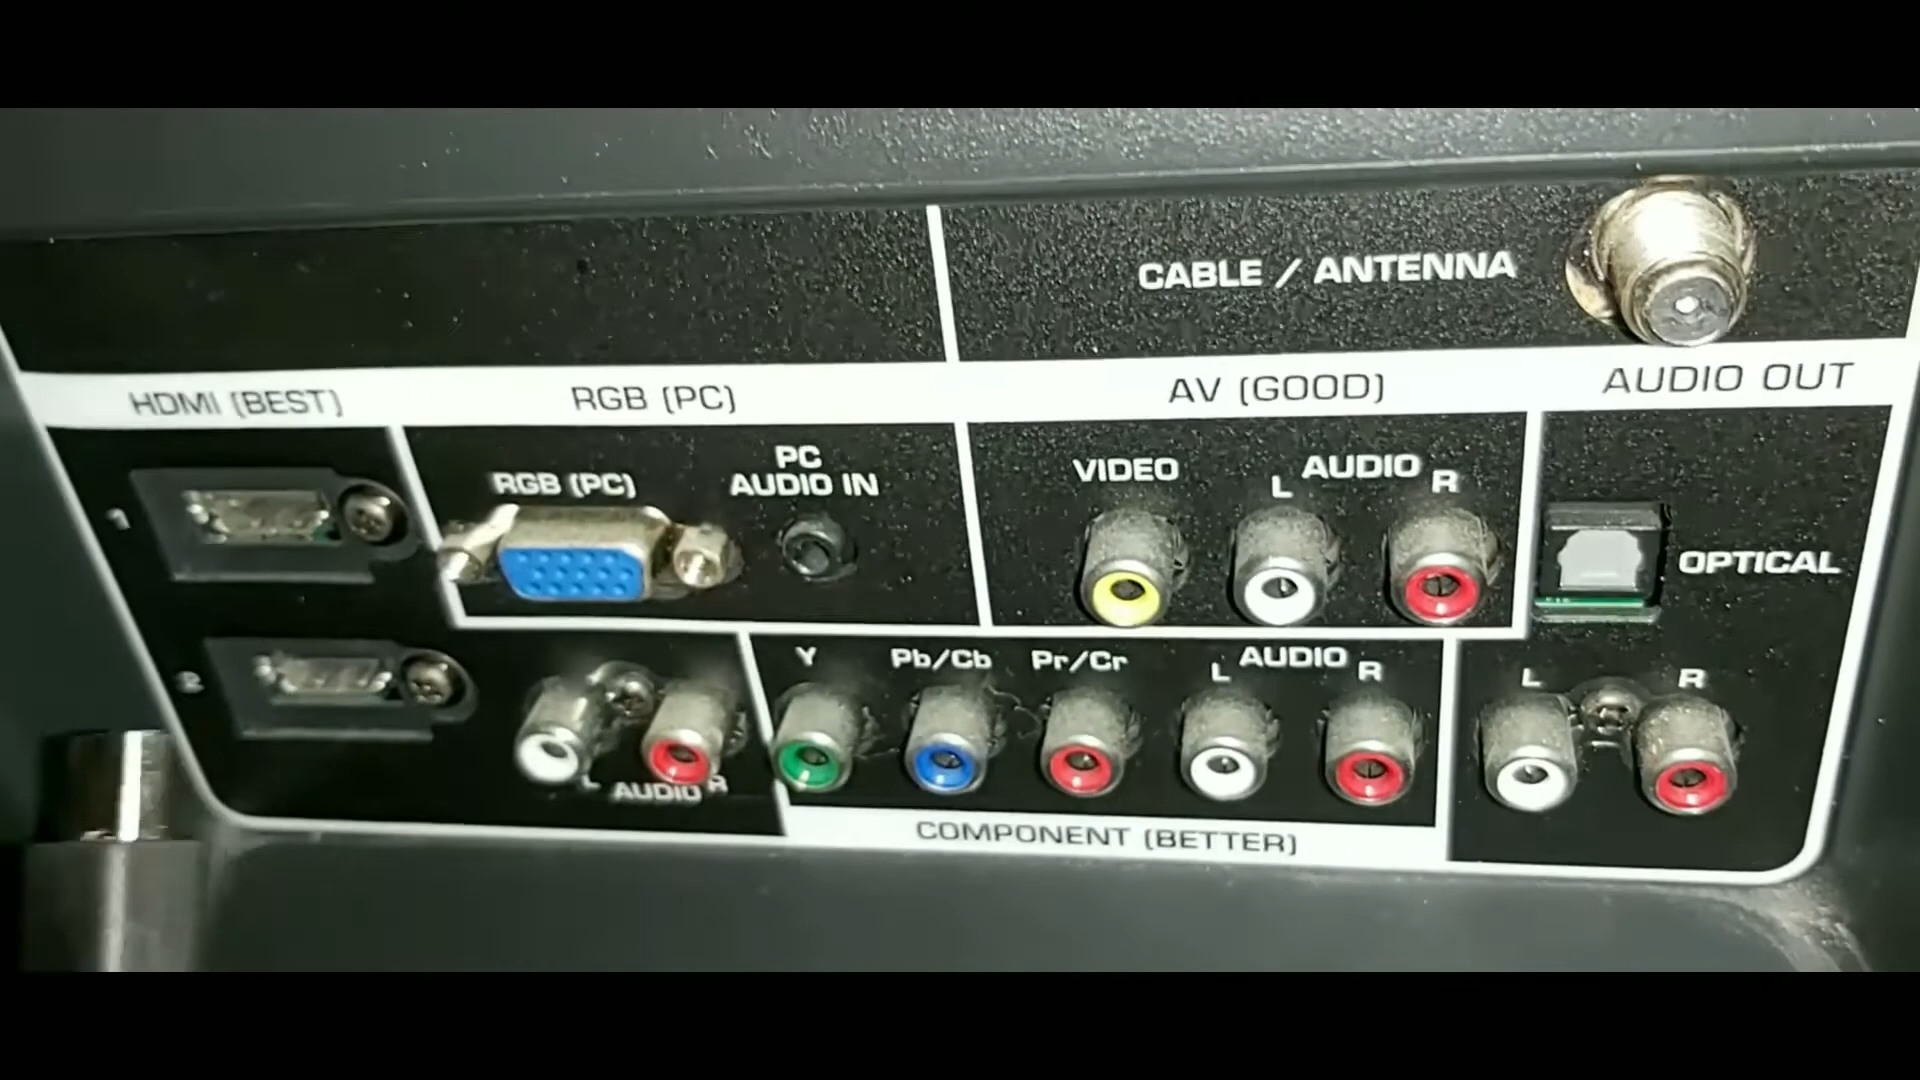 CABLE / ANTENNA
HDMI (BEST)
RGB (PC)
AV (GOOD)
AUDIO OUT
1
RGB (PC)
PC
AUDIO IN
VIDEO
L AUDIO R
OPTICAL
2
L AUDIO R
Y
Pb/Cb
Pr/Cr
L AUDIO R
L
R
COMPONENT (BETTER)